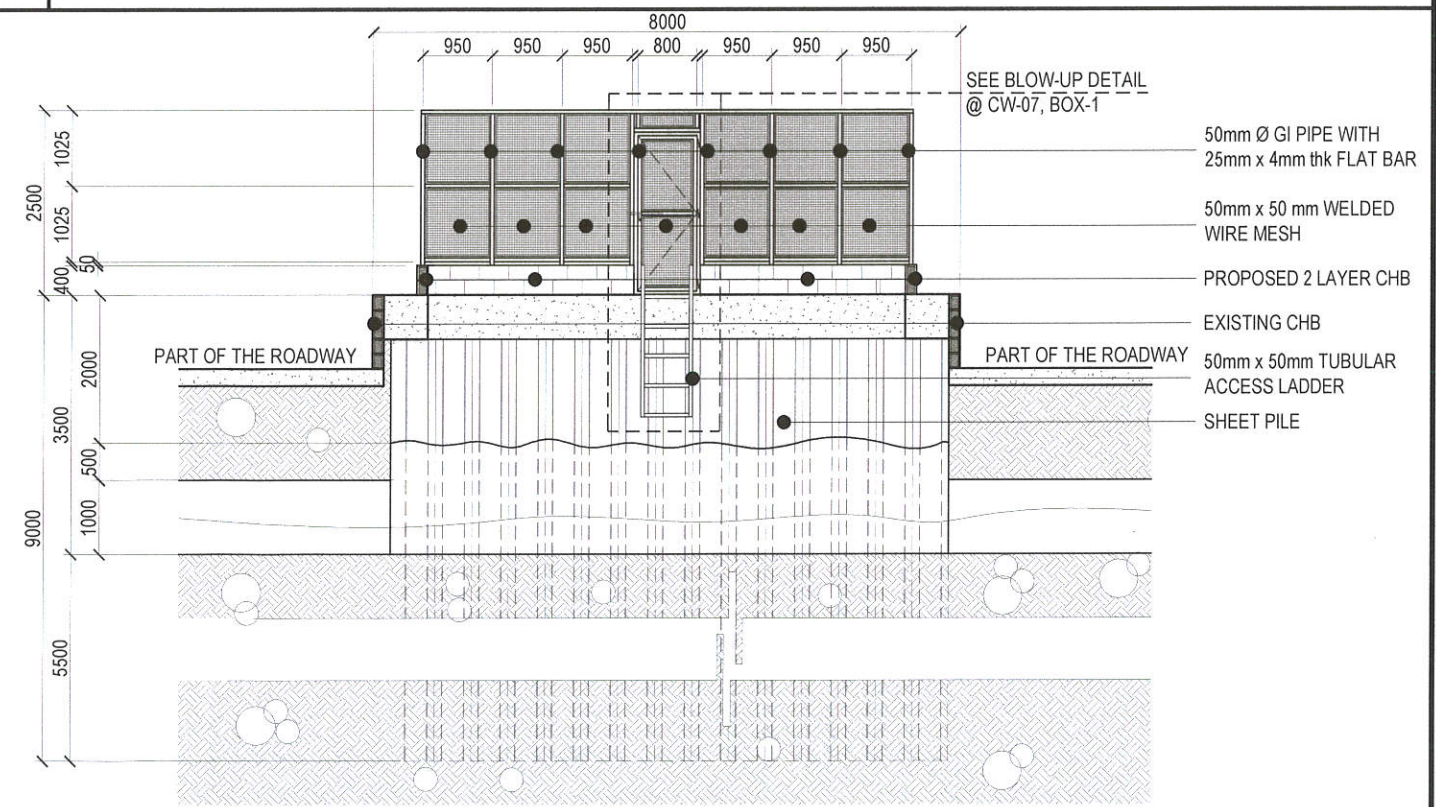 8000
950 950 950 800 950 950 950
SEE BLOW-UP DETAIL
@ CW-07, BOX-1
50mm Ø GI PIPE WITH
25mm x 4mm thk FLAT BAR
50mm x 50 mm WELDED
WIRE MESH
PROPOSED 2 LAYER CHB
EXISTING CHB
50mm x 50mm TUBULAR
ACCESS LADDER
SHEET PILE
PART OF THE ROADWAY
PART OF THE ROADWAY
2500
1025
1025
50
400
9000
3500
2000
500
1000
5500